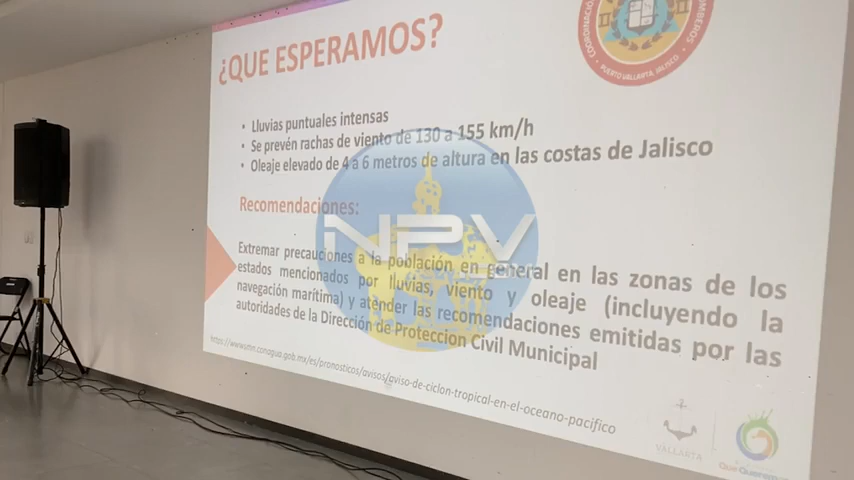 ¿QUE ESPERAMOS?
• Lluvias puntuales intensas
• Se prevén rachas de viento de 130 a 155 km/h
• Oleaje elevado de 4 a 6 metros de altura en las costas de Jalisco
Recomendaciones:
Extremar precauciones a la población en general en las zonas de los
estados mencionados por lluvias, viento y oleaje (incluyendo la
navegación marítima) y atender las recomendaciones emitidas por las
autoridades de la Dirección de Proteccion Civil Municipal
https://www.smn.conagua.gob.mx/es/pronosticos/avisos/aviso-de-ciclon-tropical-en-el-oceano-pacifico
PUERTO VALLARTA, JALISCO
NPV
VALLARTA